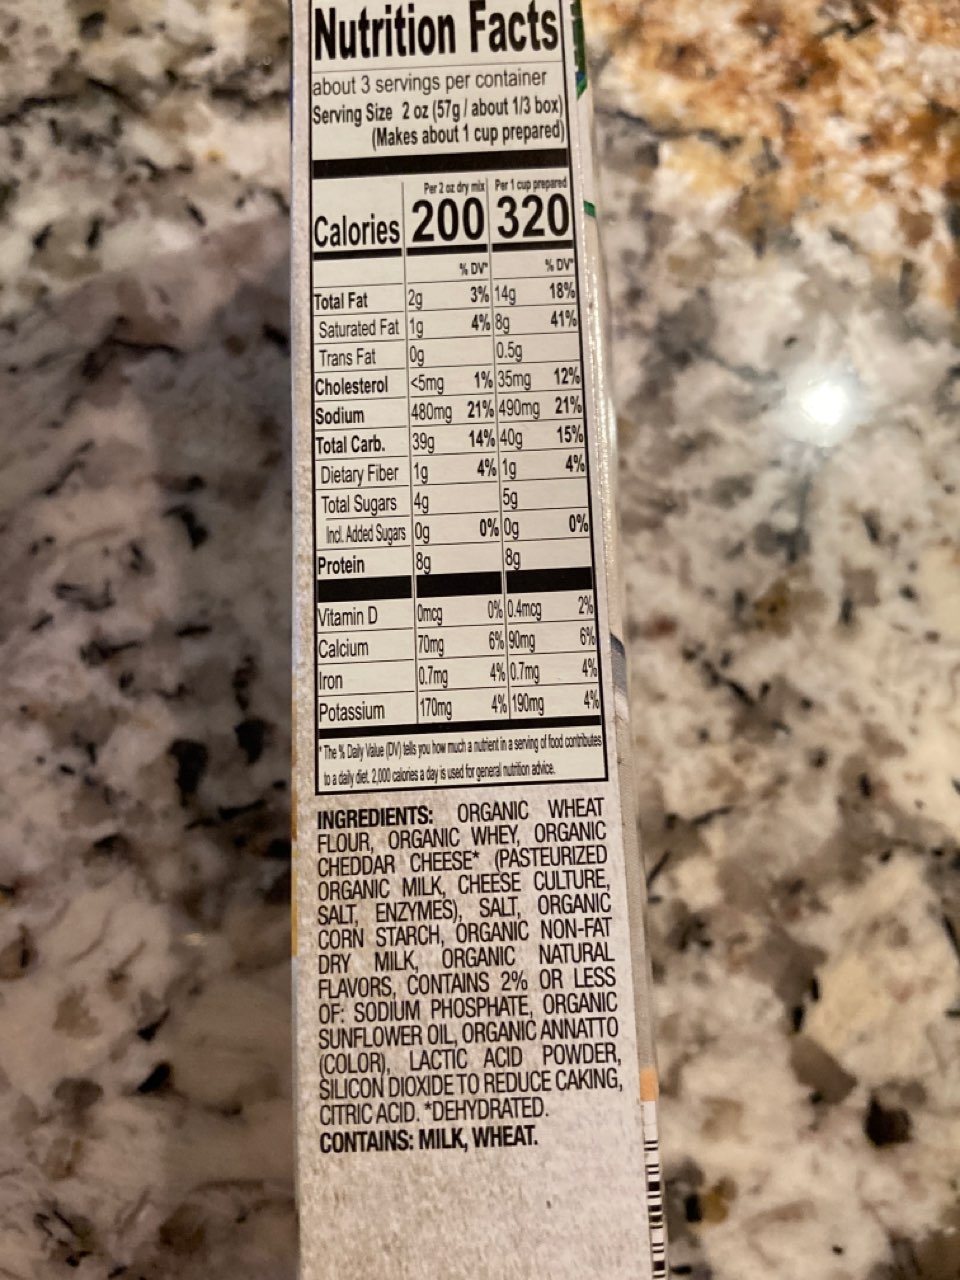 Nutrition Facts
about 3 servings per container
Serving Size 2 oz (57g / about 1/3 box)
(Makes about 1 cup prepared)
Per 2 oz dry mix Per 1 cup prepared
Calories 200 320
% DV* % DV*
Total Fat 2g 3% 14g 18%
Saturated Fat 1g 4% 8g 41%
Trans Fat 0g 0.5g
Cholesterol <5mg 1% 35mg 12%
Sodium 480mg 21% 490mg 21%
Total Carb. 39g 14% 40g 15%
Dietary Fiber 1g 4% 1g 4%
Total Sugars 4g 5g
Incl. Added Sugars 0g 0% 0g 0%
Protein 8g 8g
Vitamin D 0mcg 0% 0.4mcg 2%
Calcium 70mg 6% 90mg 6%
Iron 0.7mg 4% 0.7mg 4%
Potassium 170mg 4% 190mg 4%
*The % Daily Value (DV) tells you how much a nutrient in a serving of food contributes
to a daily diet. 2,000 calories a day is used for general nutrition advice.
INGREDIENTS: ORGANIC WHEAT
FLOUR, ORGANIC WHEY, ORGANIC
CHEDDAR CHEESE* (PASTEURIZED
ORGANIC MILK, CHEESE CULTURE,
SALT, ENZYMES), SALT, ORGANIC
CORN STARCH, ORGANIC NON-FAT
DRY MILK, ORGANIC NATURAL
FLAVORS, CONTAINS 2% OR LESS
OF: SODIUM PHOSPHATE, ORGANIC
SUNFLOWER OIL, ORGANIC ANNATTO
(COLOR), LACTIC ACID POWDER,
SILICON DIOXIDE TO REDUCE CAKING,
CITRIC ACID. *DEHYDRATED.
CONTAINS: MILK, WHEAT.